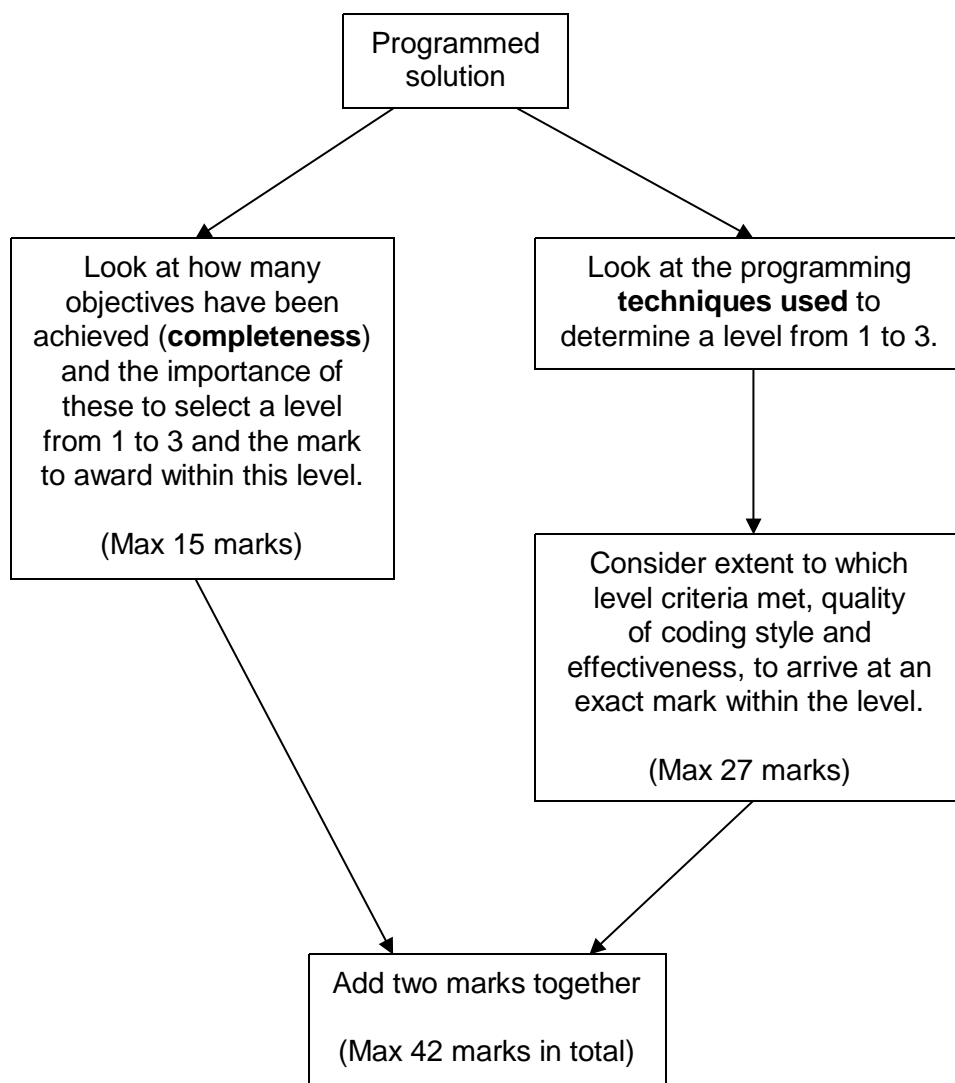 Programmed
solution
Look at how many
objectives have been
achieved (completeness)
and the importance of
these to select a level
from 1 to 3 and the mark
to award within this level.
(Max 15 marks)
Look at the programming
techniques used to
determine a level from 1 to 3.
Consider extent to which
level criteria met, quality
of coding style and
effectiveness, to arrive at an
exact mark within the level.
(Max 27 marks)
Add two marks together
(Max 42 marks in total)